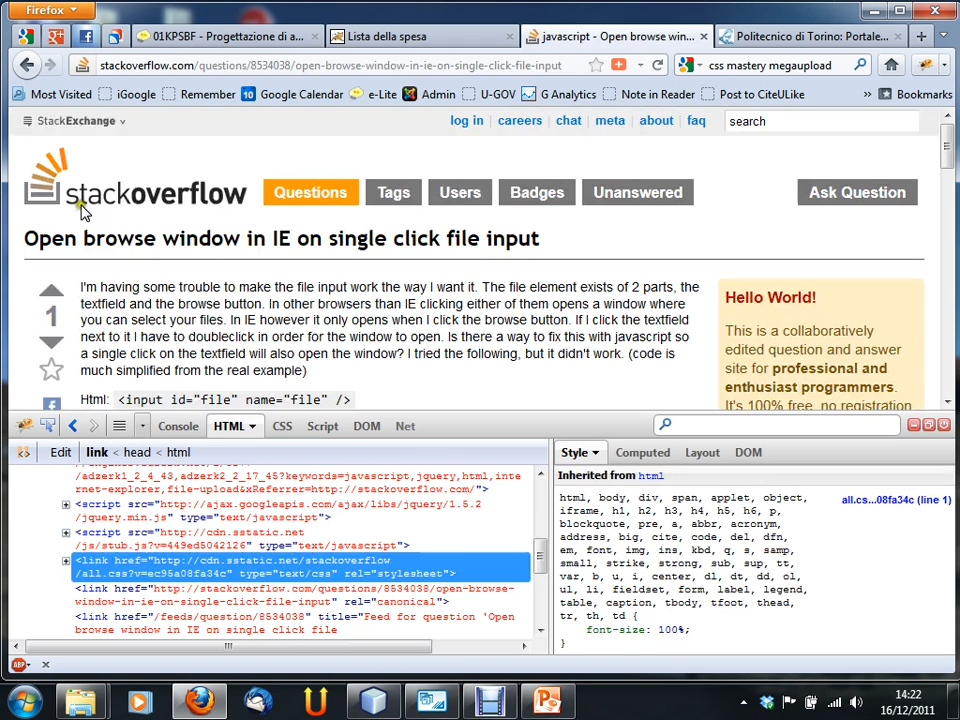 Firefox
01KPSBF - Progettazione di a...
Lista della spesa
javascript - Open browse win...
Politecnico di Torino: Portale...
stackoverflow.com/questions/8534038/open-browse-window-in-ie-on-single-click-file-input
css mastery megaupload
Most Visited
iGoogle
Remember
10 Google Calendar
e-Lite
Admin
U-GOV
G Analytics
Note in Reader
Post to CiteULike
»
Bookmarks
StackExchange
log in | careers | chat | meta | about | faq
search
stackoverflow
Questions
Tags
Users
Badges
Unanswered
Ask Question
Open browse window in IE on single click file input
1
I'm having some trouble to make the file input work the way I want it. The file element exists of 2 parts, the
textfield and the browse button. In other browsers than IE clicking either of them opens a window where
you can select your files. In IE however it only opens when I click the browse button. If I click the textfield
next to it I have to doubleclick in order for the window to open. Is there a way to fix this with javascript so
a single click on the textfield will also open the window? I tried the following, but it didn't work. (code is
much simplified from the real example)
Html: <input id="file" name="file" />
Hello World!
This is a collaboratively
edited question and answer
site for professional and
enthusiast programmers.
It's 100% free, no registration
Console
HTML
CSS
Script
DOM
Net
Edit
link < head < html
/adzerk1_2_4_43,adzerk2_2_17_45?keywords=javascript,jquery,html,inte
rnet-explorer,file-upload&xReferrer=http://stackoverflow.com/">
<script src="http://ajax.googleapis.com/ajax/libs/jquery/1.5.2
/jquery.min.js" type="text/javascript">
<script src="http://cdn.sstatic.net
/js/stub.js?v=449ed5042126" type="text/javascript">
<link href="http://cdn.sstatic.net/stackoverflow
/all.css?v=ec95a08fa34c" type="text/css" rel="stylesheet">
<link href="http://stackoverflow.com/questions/8534038/open-browse-
window-in-ie-on-single-click-file-input" rel="canonical">
<link href="/feeds/question/8534038" title="Feed for question 'Open
browse window in IE on single click file
Style
Computed
Layout
DOM
Inherited from html
all.cs...08fa34c (line 1)
html, body, div, span, applet, object,
iframe, h1, h2, h3, h4, h5, h6, p,
blockquote, pre, a, abbr, acronym,
address, big, cite, code, del, dfn,
em, font, img, ins, kbd, q, s, samp,
small, strike, strong, sub, sup, tt,
var, b, u, i, center, dl, dt, dd, ol,
ul, li, fieldset, form, label, legend,
table, caption, tbody, tfoot, thead,
tr, th, td {
font-size: 100%;
}
ABP
14:22
16/12/2011